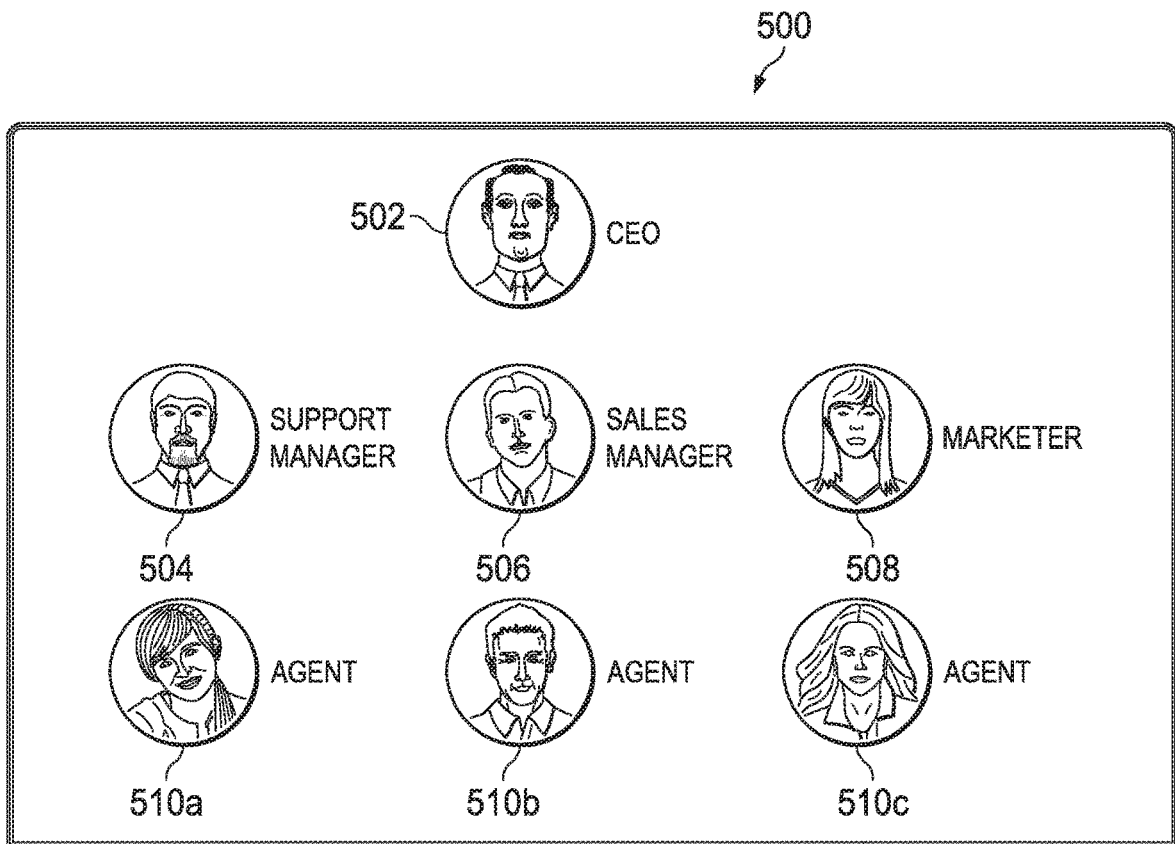 500
502
CEO
SUPPORT
MANAGER
SALES
MANAGER
MARKETER
504
506
508
AGENT
AGENT
AGENT
510a
510b
510c